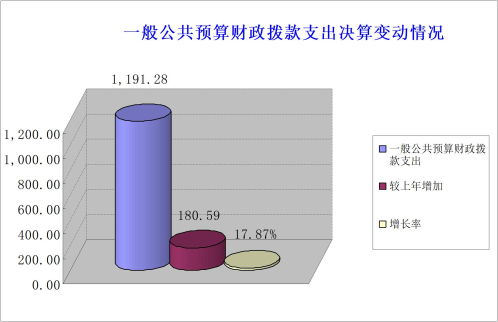 一般公共预算财政拨款支出决算变动情况
1,191.28
180.59
17.87%
1,200.00
1,000.00
800.00
600.00
400.00
200.00
0.00
一般公共预算财政拨
款支出
较上年增加
增长率